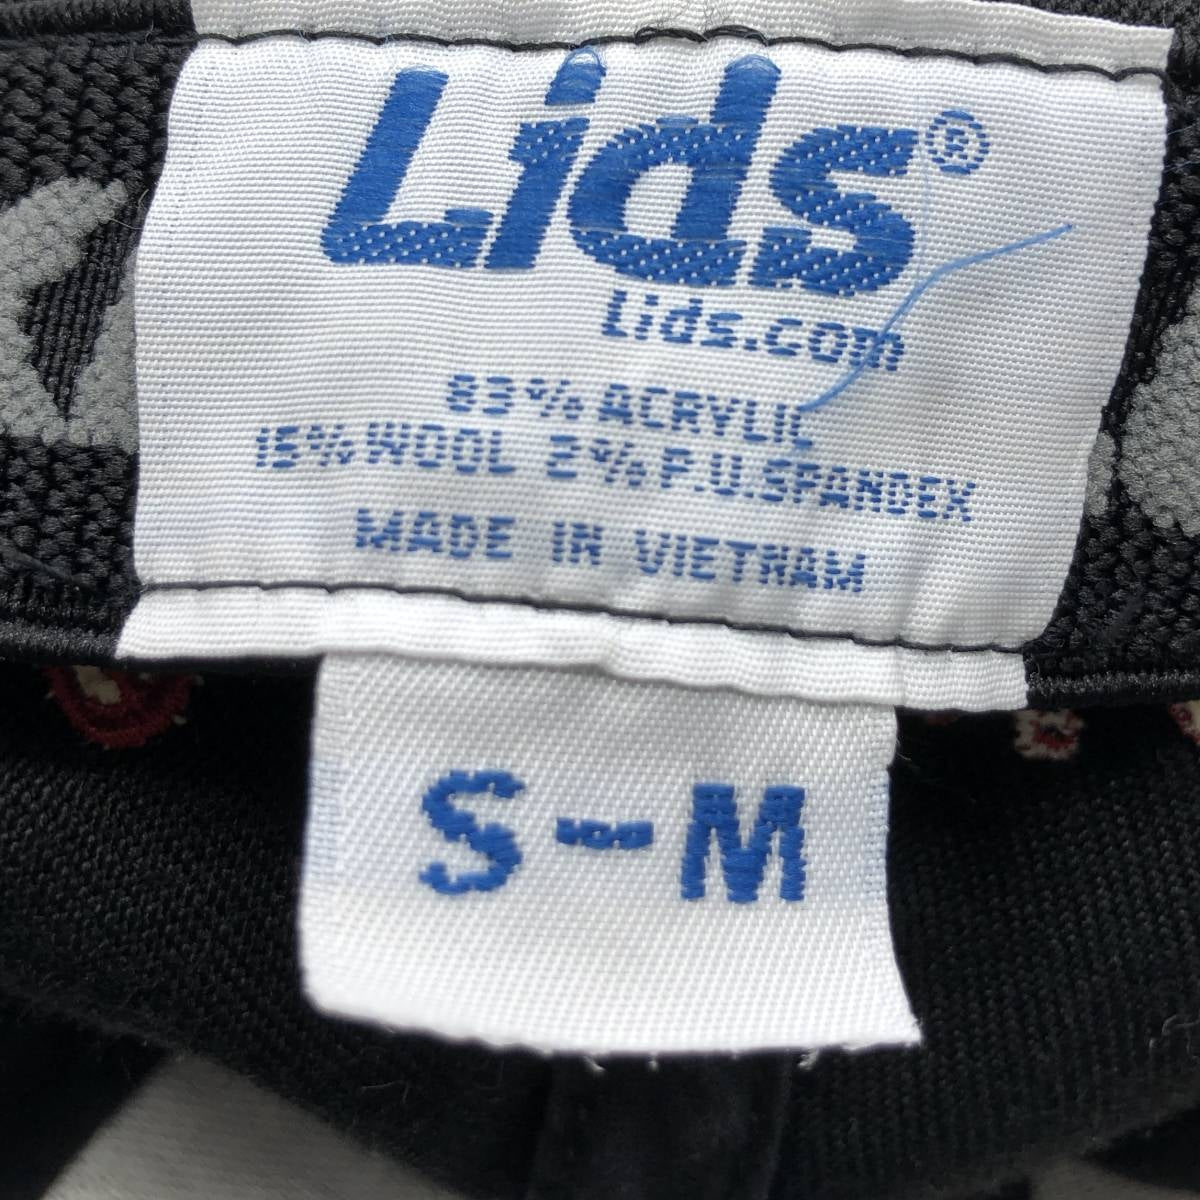 Lids®
Lids.com
83% ACRYLIC
15% WOOL 2% P.U.SPANDEX
MADE IN VIETNAM
S-M